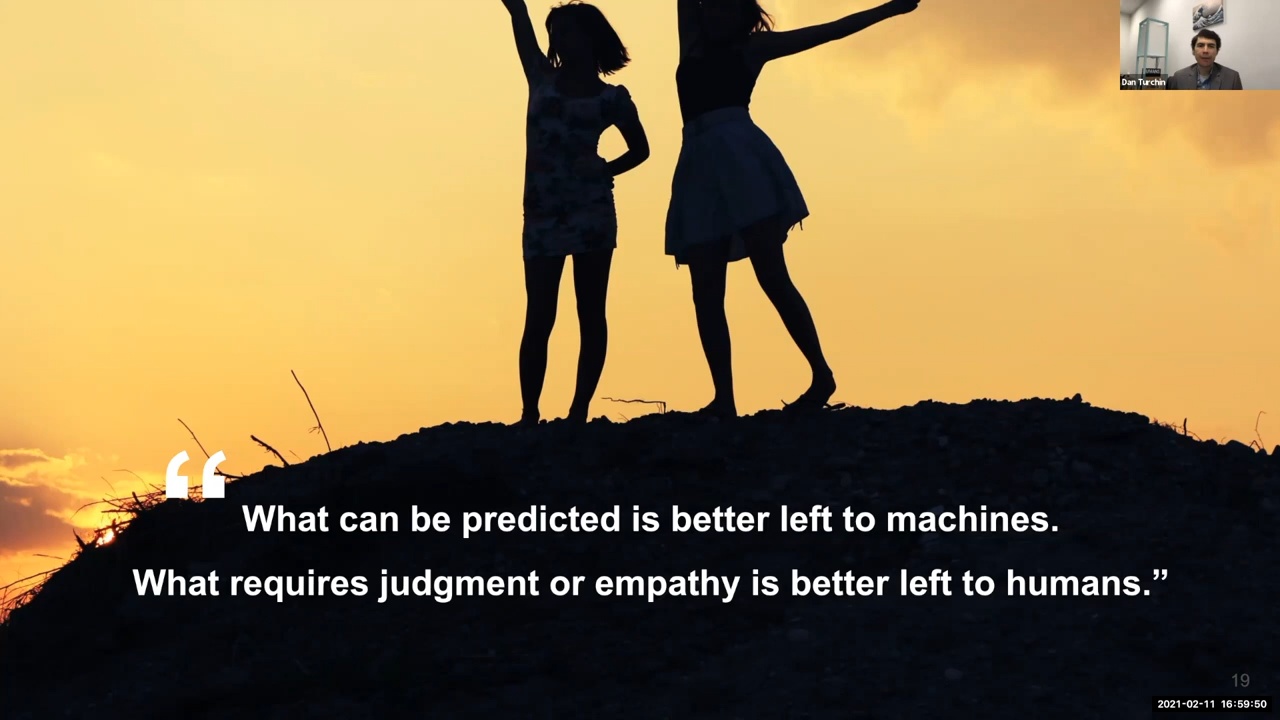 Dan Turchin
“
What can be predicted is better left to machines.
What requires judgment or empathy is better left to humans.”
19
2021-02-11 16:59:50